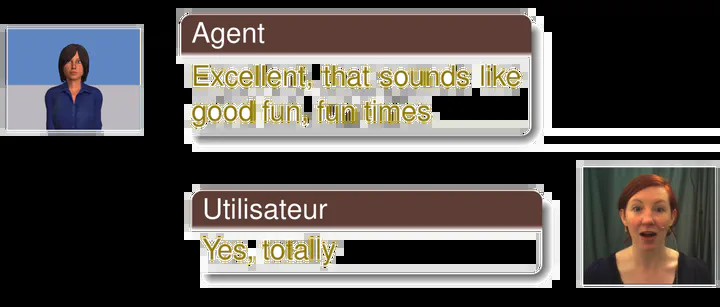 Agent
Excellent, that sounds like
good fun, fun times
Utilisateur
Yes, totally